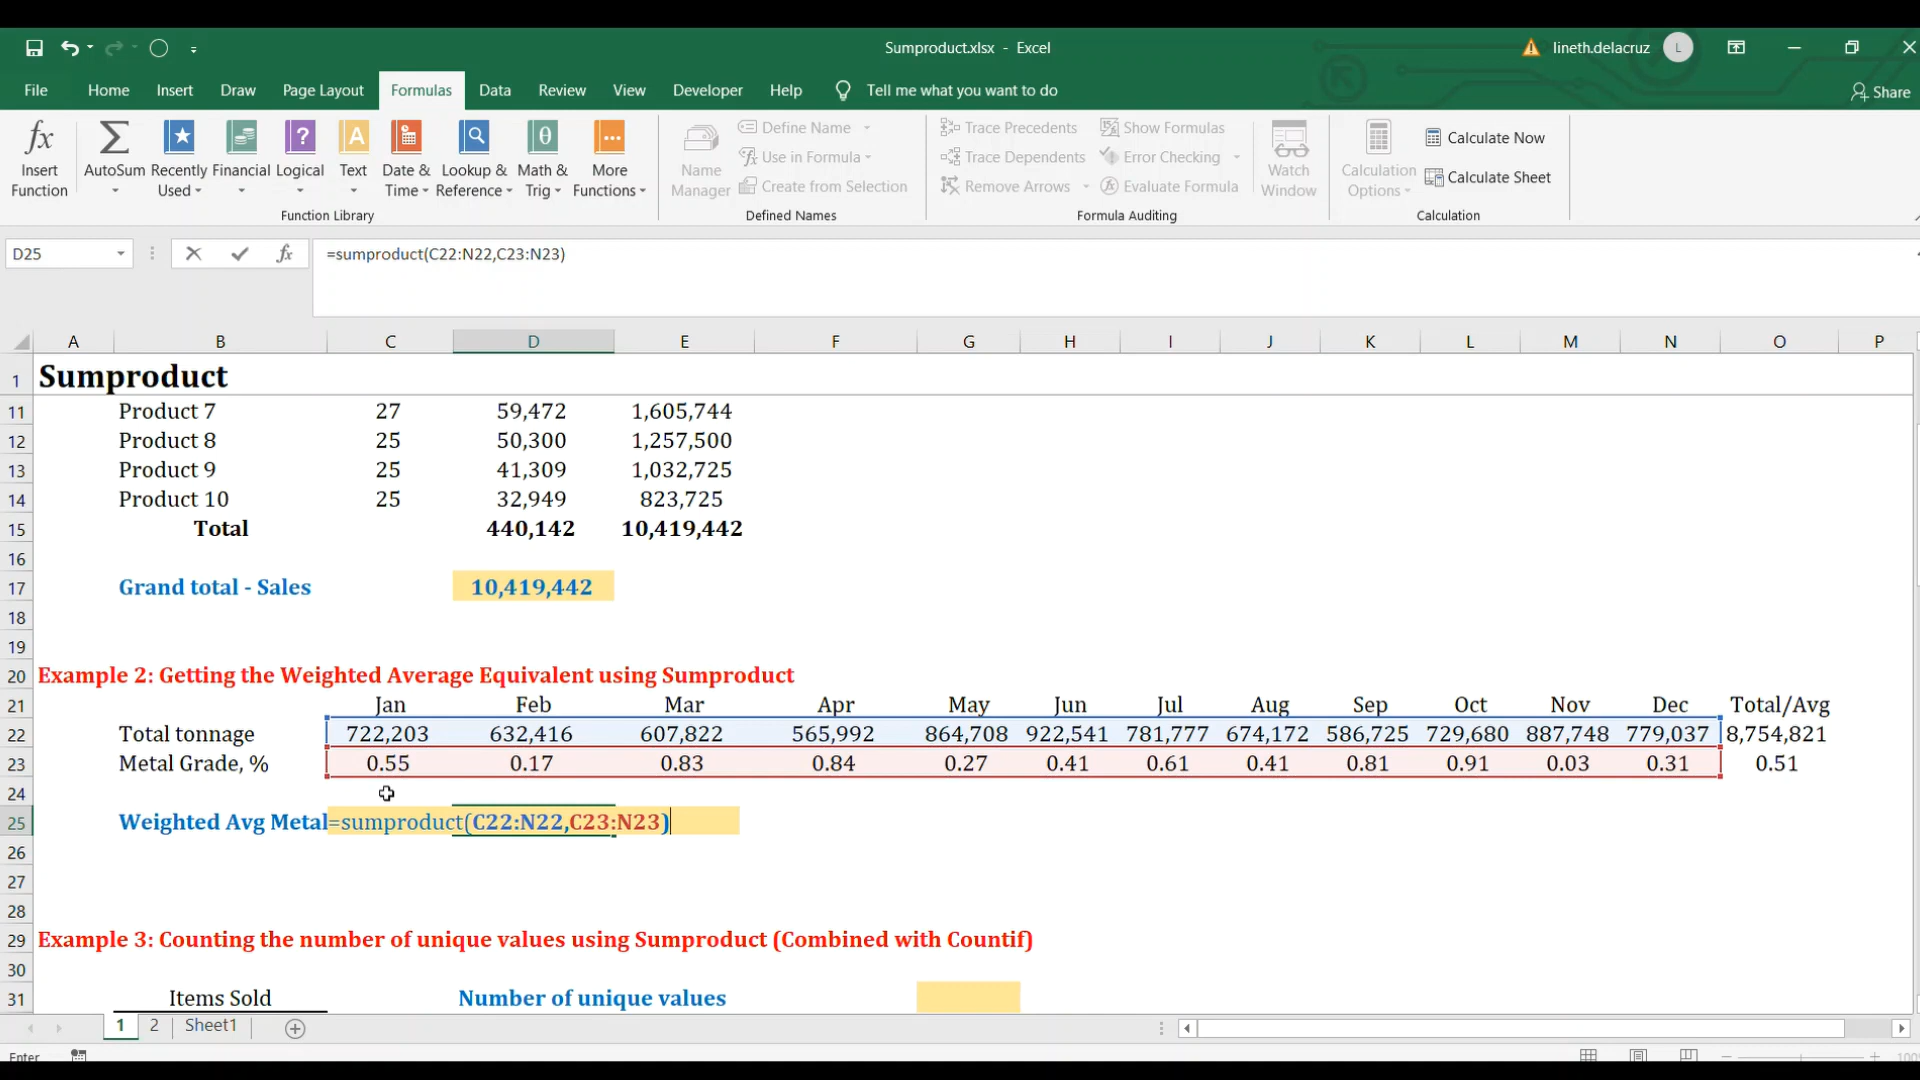 Sumproduct.xlsx - Excel
lineth.delacruz L
File Home Insert Draw Page Layout Formulas Data Review View Developer Help Tell me what you want to do Share
Insert Function
AutoSum
Recently Used
Financial
Logical
Text
Date & Time
Lookup & Reference
Math & Trig
More Functions
Function Library
Name Manager
Define Name
Use in Formula
Create from Selection
Defined Names
Trace Precedents
Trace Dependents
Remove Arrows
Show Formulas
Error Checking
Evaluate Formula
Formula Auditing
Watch Window
Calculation Options
Calculate Now
Calculate Sheet
Calculation
D25 fx =sumproduct(C22:N22,C23:N23)
A B C D E F G H I J K L M N O P
1 Sumproduct
11 Product 7 27 59,472 1,605,744
12 Product 8 25 50,300 1,257,500
13 Product 9 25 41,309 1,032,725
14 Product 10 25 32,949 823,725
15 Total 440,142 10,419,442
16
17 Grand total - Sales 10,419,442
18
19
20 Example 2: Getting the Weighted Average Equivalent using Sumproduct
21 Jan Feb Mar Apr May Jun Jul Aug Sep Oct Nov Dec Total/Avg
22 Total tonnage 722,203 632,416 607,822 565,992 864,708 922,541 781,777 674,172 586,725 729,680 887,748 779,037 8,754,821
23 Metal Grade, % 0.55 0.17 0.83 0.84 0.27 0.41 0.61 0.41 0.81 0.91 0.03 0.31 0.51
24
25 Weighted Avg Metal =sumproduct(C22:N22,C23:N23)
26
27
28
29 Example 3: Counting the number of unique values using Sumproduct (Combined with Countif)
30
31 Items Sold Number of unique values
1 2 Sheet1
Enter